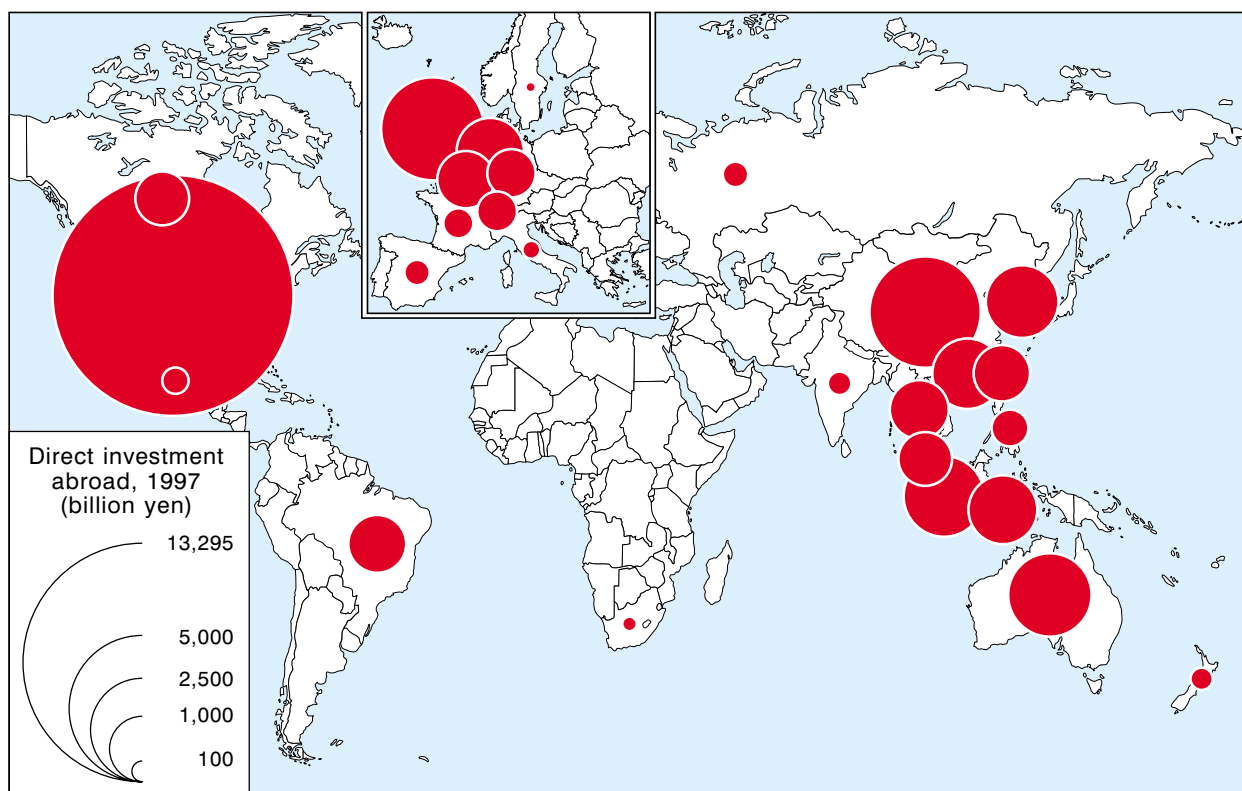 Direct investment
abroad, 1997
(billion yen)
13,295
5,000
2,500
1,000
100